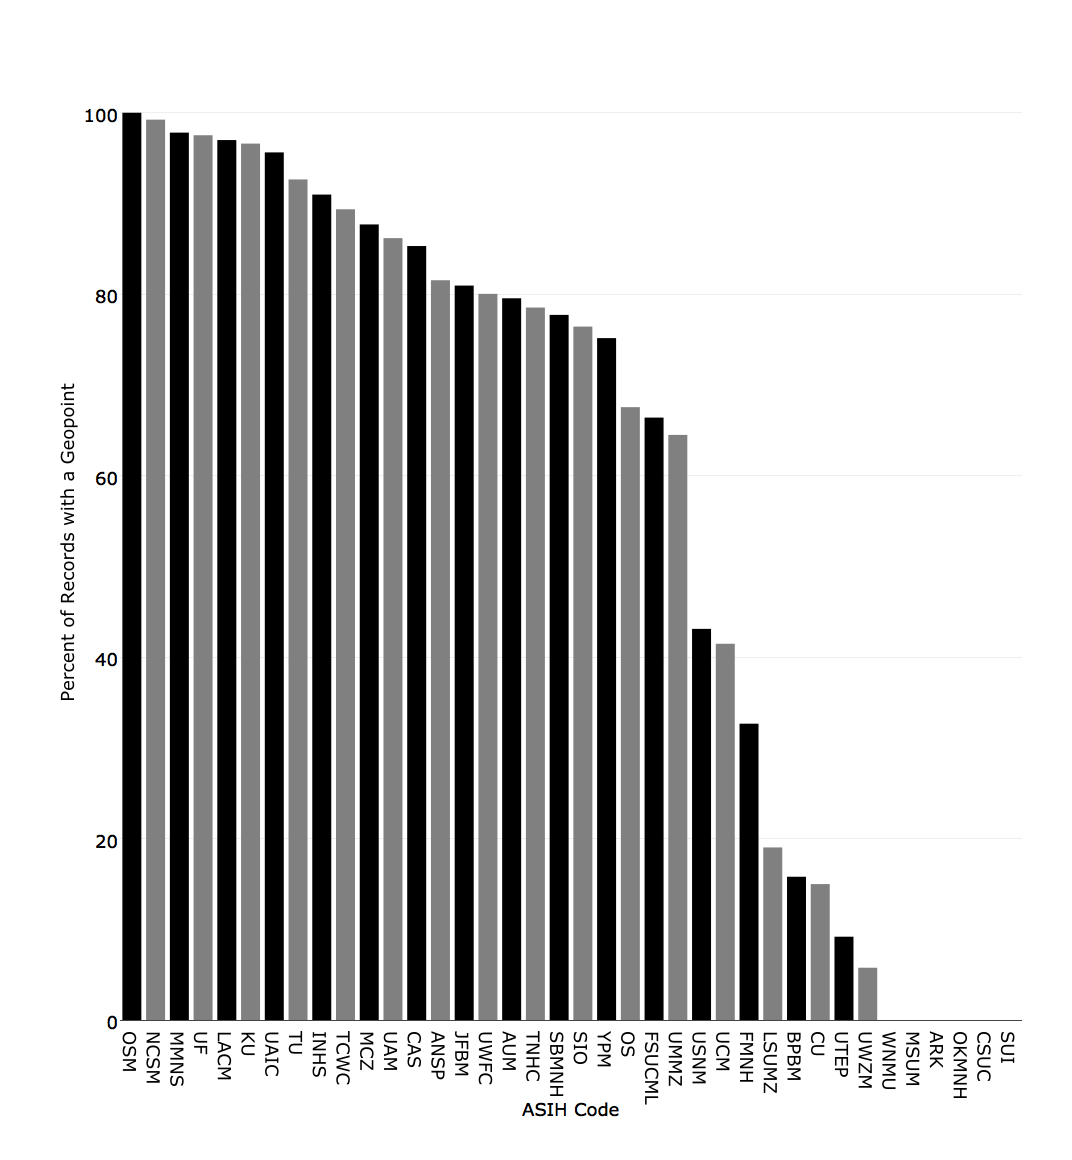 100
80
60
40
20
0
Percent of Records with a Geopoint
OSM
NCSM
MMNS
UF
LACM
KU
UAIC
TU
INHS
TCWC
MCZ
UAM
CAS
ANSP
JFBM
UWFC
AUM
TNHC
SBMNH
SIO
YPM
OS
FSUCML
UMMZ
USNM
UCM
FMNH
LSUMZ
BPBM
CU
UTEP
UWZM
WNMU
MSUM
ARK
OKMNH
CSUC
SUI
ASIH Code